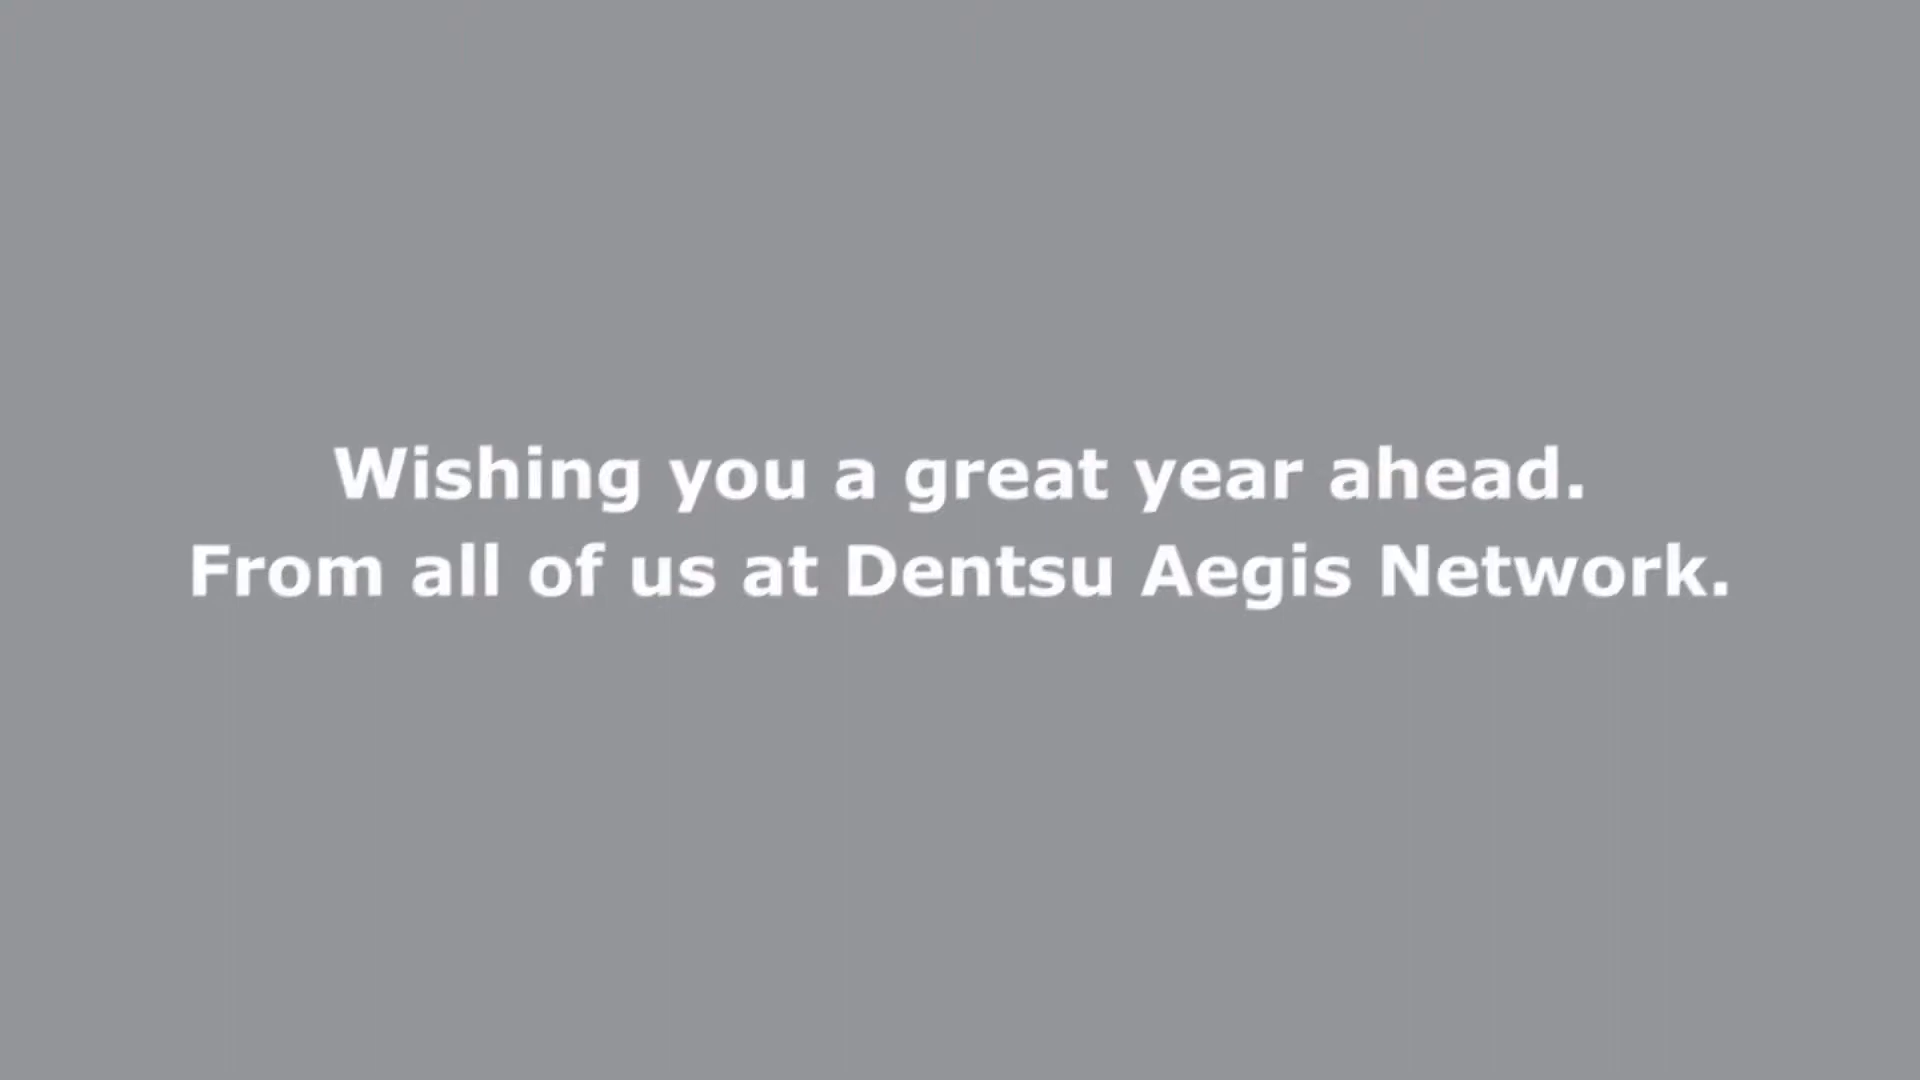 Wishing you a great year ahead.
From all of us at Dentsu Aegis Network.